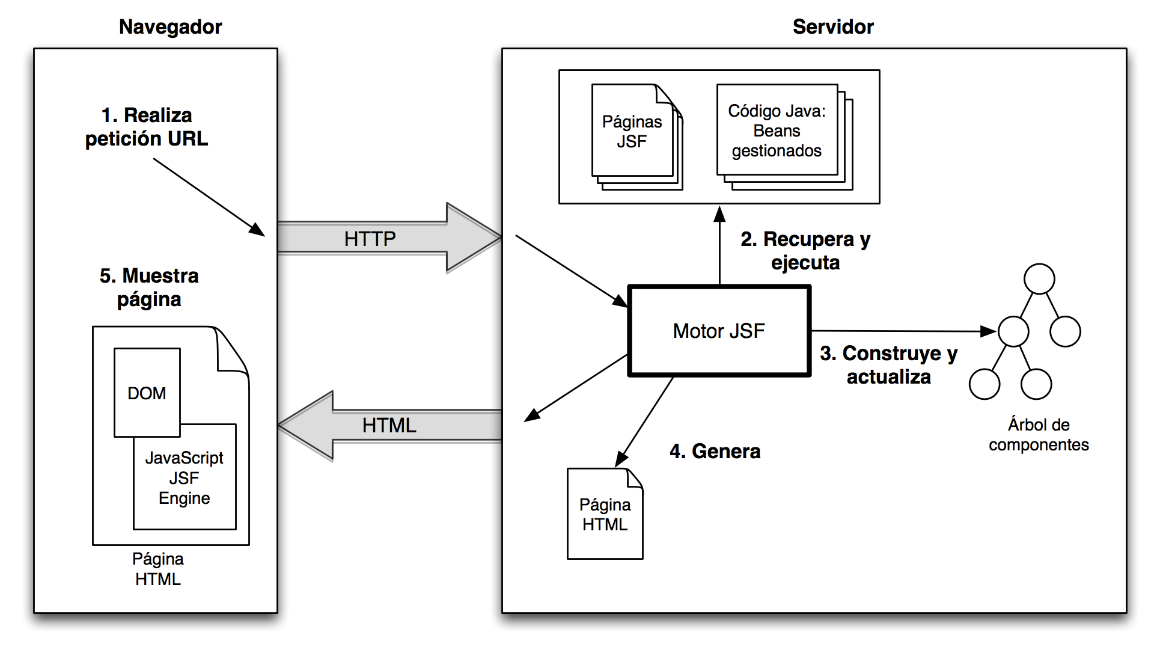 Navegador
Servidor
1. Realiza
petición URL
Páginas
JSF
Código Java:
Beans
gestionados
HTTP
2. Recupera y
ejecuta
5. Muestra
página
Motor JSF
3. Construye y
actualiza
DOM
HTML
Árbol de
componentes
4. Genera
JavaScript
JSF
Engine
Página
HTML
Página
HTML